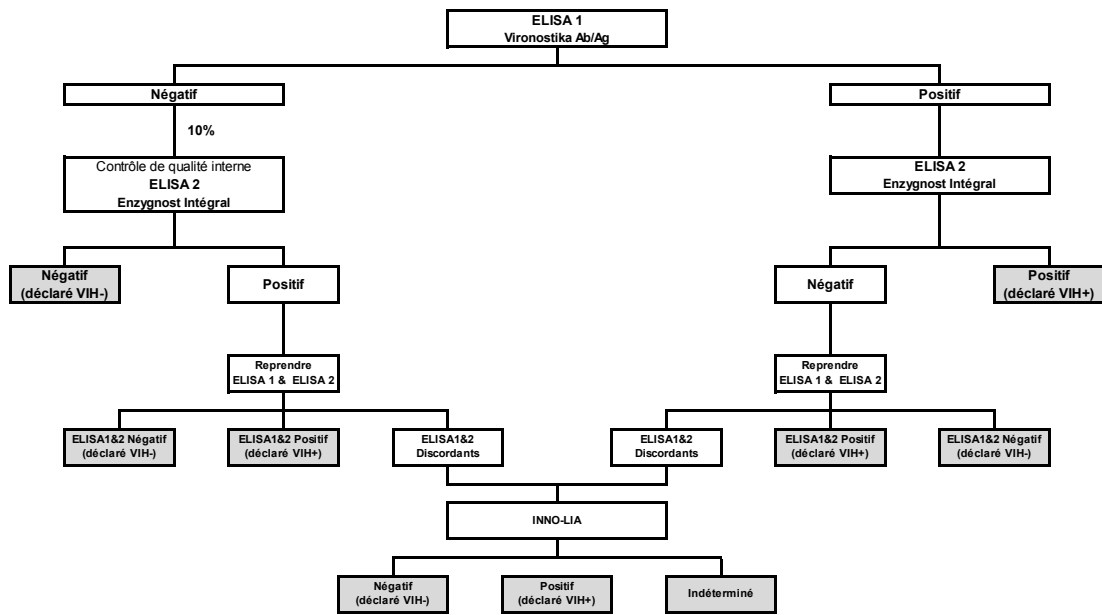 ELISA 1
Vironostika Ab/Ag
Négatif
Positif
10%
Contrôle de qualité interne
ELISA 2
Enzygnost Intégral
ELISA 2
Enzygnost Intégral
Négatif
(déclaré VIH-)
Positif
Négatif
Positif
(déclaré VIH+)
Reprendre
ELISA 1 & ELISA 2
Reprendre
ELISA 1 & ELISA 2
ELISA1&2 Négatif
(déclaré VIH-)
ELISA1&2 Positif
(déclaré VIH+)
ELISA1&2
Discordants
ELISA1&2
Discordants
ELISA1&2 Positif
(déclaré VIH+)
ELISA1&2 Négatif
(déclaré VIH-)
INNO-LIA
Négatif
(déclaré VIH-)
Positif
(déclaré VIH+)
Indéterminé